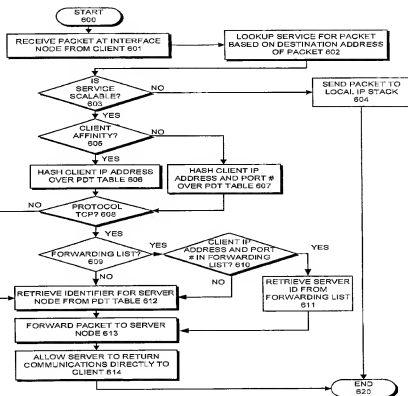 START
600
RECEIVE PACKET AT INTERFACE
NODE FROM CLIENT 601
LOOKUP SERVICE FOR PACKET
BASED ON DESTINATION ADDRESS
OF PACKET 602
IS
SERVICE
SCALABLE?
603
NO
SEND PACKET TO
LOCAL IP STACK
604
YES
CLIENT
AFFINITY?
605
NO
YES
HASH CLIENT IP ADDRESS
OVER PDT TABLE 606
HASH CLIENT IP
ADDRESS AND PORT #
OVER PDT TABLE 607
NO
PROTOCOL
TCP? 608
YES
FORWARDING LIST?
609
YES
CLIENT IP
ADDRESS AND PORT
# IN FORWARDING
LIST? 610
YES
NO
NO
RETRIEVE SERVER
ID FROM
FORWARDING LIST
611
RETRIEVE IDENTIFIER FOR SERVER
NODE FROM PDT TABLE 612
FORWARD PACKET TO SERVER
NODE 613
ALLOW SERVER TO RETURN
COMMUNICATIONS DIRECTLY TO
CLIENT 614
END
620